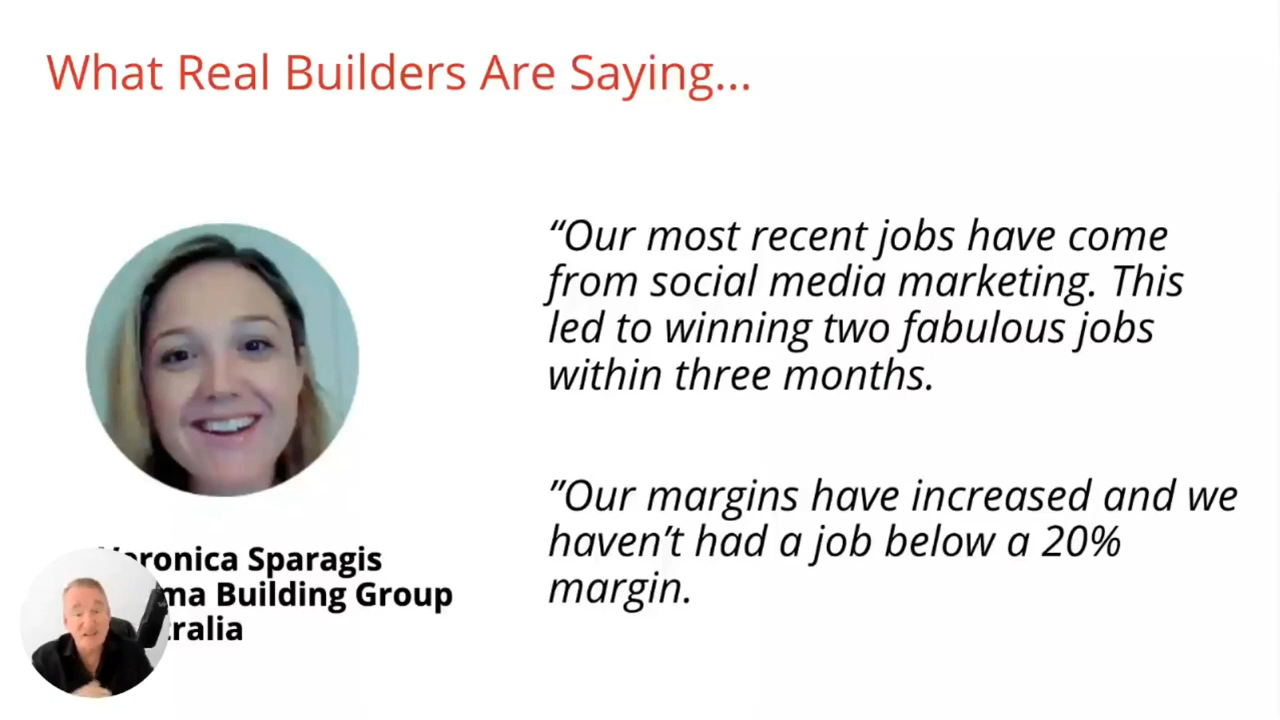 What Real Builders Are Saying...
“Our most recent jobs have come
from social media marketing. This
led to winning two fabulous jobs
within three months.
”Our margins have increased and we
haven’t had a job below a 20%
margin.
Sparagis
Building Group